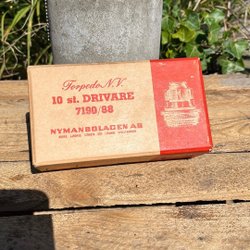 Torpedo N.V.
10 st. DRIVARE
7190/88
NYMANBOLAGEN AB